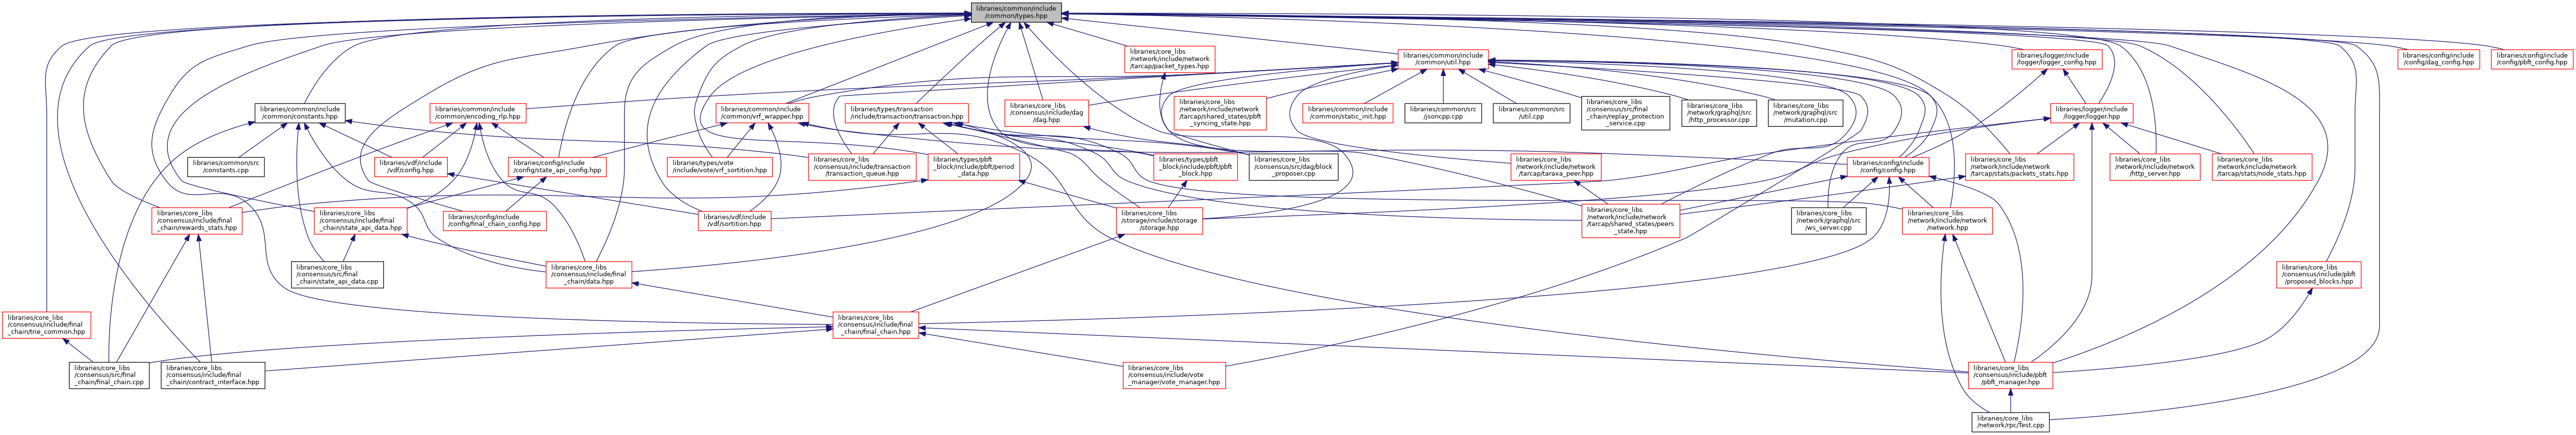 libraries/common/include
/common/types.hpp
libraries/core_libs
/network/include/network
/tarcap/packet_types.hpp
libraries/common/include
/common/util.hpp
libraries/logger/include
/logger/logger_config.hpp
libraries/config/include
/config/dag_config.hpp
libraries/config/include
/config/pbft_config.hpp
libraries/common/include
/common/constants.hpp
libraries/common/include
/common/encoding_rlp.hpp
libraries/common/include
/common/vrf_wrapper.hpp
libraries/types/transaction
/include/transaction/transaction.hpp
libraries/core_libs
/consensus/include/dag
/dag.hpp
libraries/core_libs
/network/include/network
/tarcap/shared_states/pbft
_syncing_state.hpp
libraries/common/include
/common/static_init.hpp
libraries/common/src
/jsoncpp.cpp
libraries/common/src
/util.cpp
libraries/core_libs
/consensus/src/final
_chain/replay_protection
_service.cpp
libraries/core_libs
/network/graphql/src
/http_processor.cpp
libraries/core_libs
/network/graphql/src
/mutation.cpp
libraries/logger/include
/logger/logger.hpp
libraries/common/src
/constants.cpp
libraries/vdf/include
/vdf/config.hpp
libraries/config/include
/config/state_api_config.hpp
libraries/types/vote
/include/vote/vrf_sortition.hpp
libraries/core_libs
/consensus/include/transaction
/transaction_queue.hpp
libraries/types/pbft
_block/include/pbft/period
_data.hpp
libraries/types/pbft
_block/include/pbft/pbft
_block.hpp
libraries/core_libs
/consensus/src/dag/block
_proposer.cpp
libraries/core_libs
/network/include/network
/tarcap/taraxa_peer.hpp
libraries/config/include
/config/config.hpp
libraries/core_libs
/network/include/network
/tarcap/stats/packets_stats.hpp
libraries/core_libs
/network/include/network
/http_server.hpp
libraries/core_libs
/network/include/network
/tarcap/stats/node_stats.hpp
libraries/core_libs
/consensus/include/final
_chain/rewards_stats.hpp
libraries/core_libs
/consensus/include/final
_chain/state_api_data.hpp
libraries/config/include
/config/final_chain_config.hpp
libraries/vdf/include
/vdf/sortition.hpp
libraries/core_libs
/storage/include/storage
/storage.hpp
libraries/core_libs
/network/include/network
/tarcap/shared_states/peers
_state.hpp
libraries/core_libs
/network/graphql/src
/ws_server.cpp
libraries/core_libs
/network/include/network
/network.hpp
libraries/core_libs
/consensus/src/final
_chain/state_api_data.cpp
libraries/core_libs
/consensus/include/final
_chain/data.hpp
libraries/core_libs
/consensus/include/pbft
/proposed_blocks.hpp
libraries/core_libs
/consensus/include/final
_chain/trie_common.hpp
libraries/core_libs
/consensus/include/final
_chain/final_chain.hpp
libraries/core_libs
/consensus/src/final
_chain/final_chain.cpp
libraries/core_libs
/consensus/include/final
_chain/contract_interface.hpp
libraries/core_libs
/consensus/include/vote
_manager/vote_manager.hpp
libraries/core_libs
/consensus/include/pbft
/pbft_manager.hpp
libraries/core_libs
/network/rpc/Test.cpp